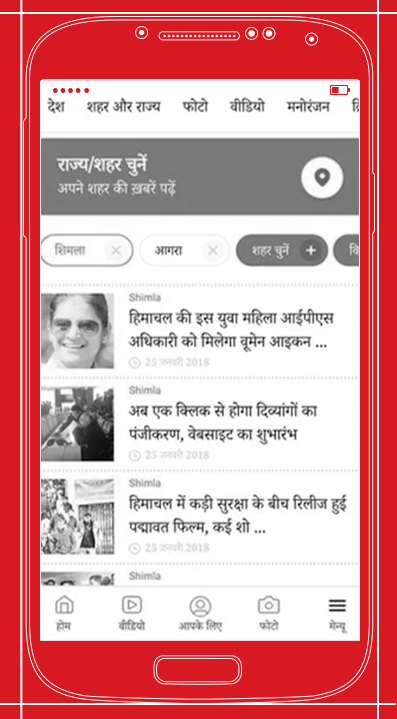 देश शहर और राज्य फोटो वीडियो मनोरंजन
राज्य/शहर चुनें
अपने शहर की ख़बरें पढ़ें
शिमला आगरा शहर चुनें
Shimla
हिमाचल की इस युवा महिला आईपीएस
अधिकारी को मिलेगा वूमेन आइकन ...
25 जनवरी 2018
Shimla
अब एक क्लिक से होगा दिव्यांगों का
पंजीकरण, वेबसाइट का शुभारंभ
25 जनवरी 2018
Shimla
हिमाचल में कड़ी सुरक्षा के बीच रिलीज हुई
पद्मावत फिल्म, कई शो ...
25 जनवरी 2018
Shimla
होम वीडियो आपके लिए फोटो मेन्यू